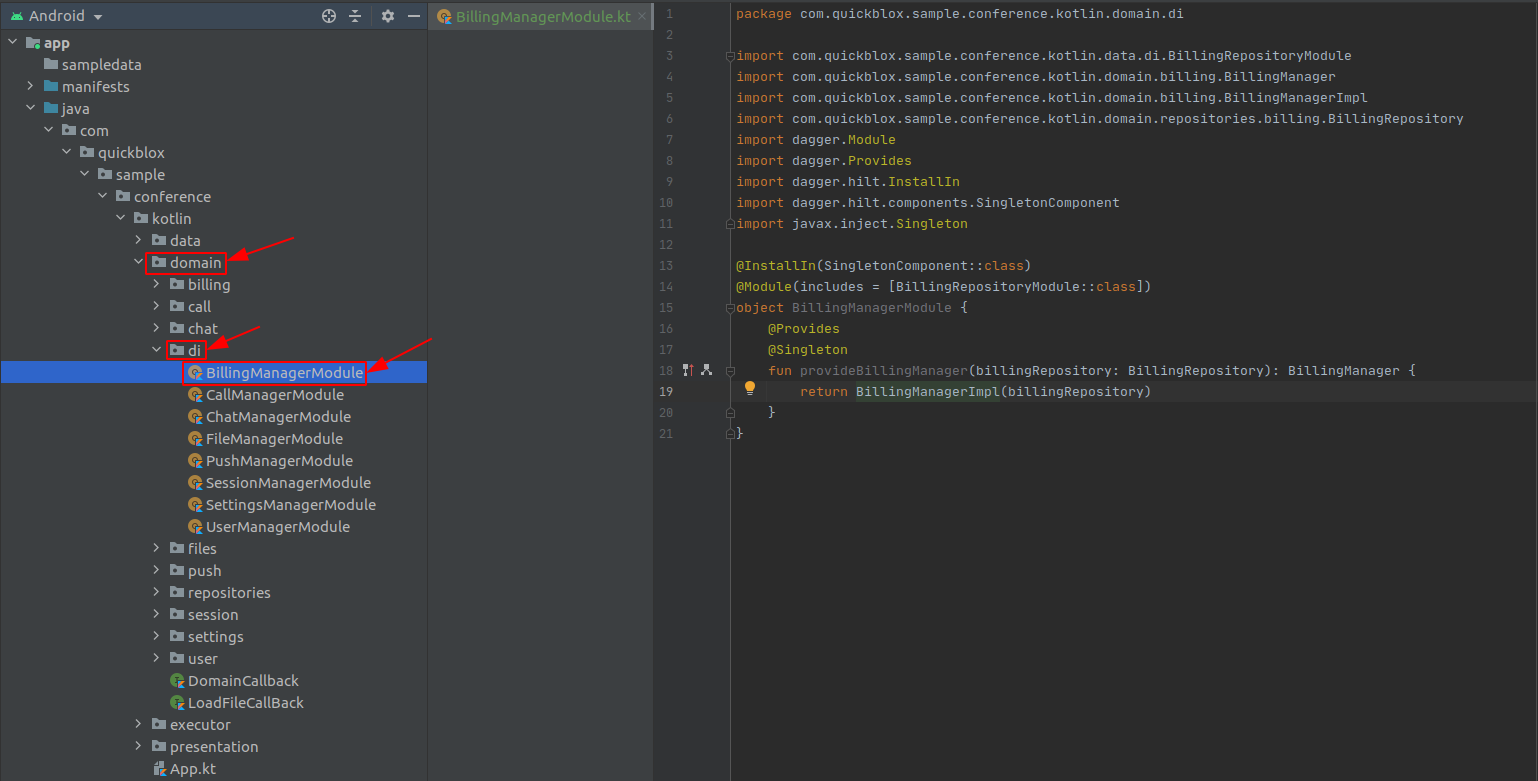 Android
app
sampledata
manifests
java
com
quickblox
sample
conference
kotlin
data
domain
billing
call
chat
di
BillingManagerModule
CallManagerModule
ChatManagerModule
FileManagerModule
PushManagerModule
SessionManagerModule
SettingsManagerModule
UserManagerModule
files
push
repositories
session
settings
user
DomainCallback
LoadFileCallBack
executor
presentation
App.kt
BillingManagerModule.kt
1 package com.quickblox.sample.conference.kotlin.domain.di
2
3 import com.quickblox.sample.conference.kotlin.data.di.BillingRepositoryModule
4 import com.quickblox.sample.conference.kotlin.domain.billing.BillingManager
5 import com.quickblox.sample.conference.kotlin.domain.billing.BillingManagerImpl
6 import com.quickblox.sample.conference.kotlin.domain.repositories.billing.BillingRepository
7 import dagger.Module
8 import dagger.Provides
9 import dagger.hilt.InstallIn
10 import dagger.hilt.components.SingletonComponent
11 import javax.inject.Singleton
12
13 @InstallIn(SingletonComponent::class)
14 @Module(includes = [BillingRepositoryModule::class])
15 object BillingManagerModule {
16 @Provides
17 @Singleton
18 fun provideBillingManager(billingRepository: BillingRepository): BillingManager {
19 return BillingManagerImpl(billingRepository)
20 }
21 }